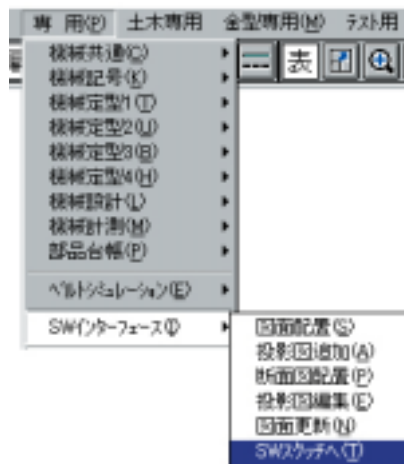 専 用(P) 土木専用 金型専用(M) テスト用
機械共通(C)
機械記号(K)
機械定型1(T)
機械定型2(U)
機械定型3(B)
機械定型4(H)
機械設計(L)
機械計測(M)
部品台帳(P)
ベルトシミュレーション(E)
SWインターフェース(I)
表
図面配置(S)
投影図追加(A)
断面図配置(P)
投影図編集(E)
図面更新(N)
SWスケッチへ(T)